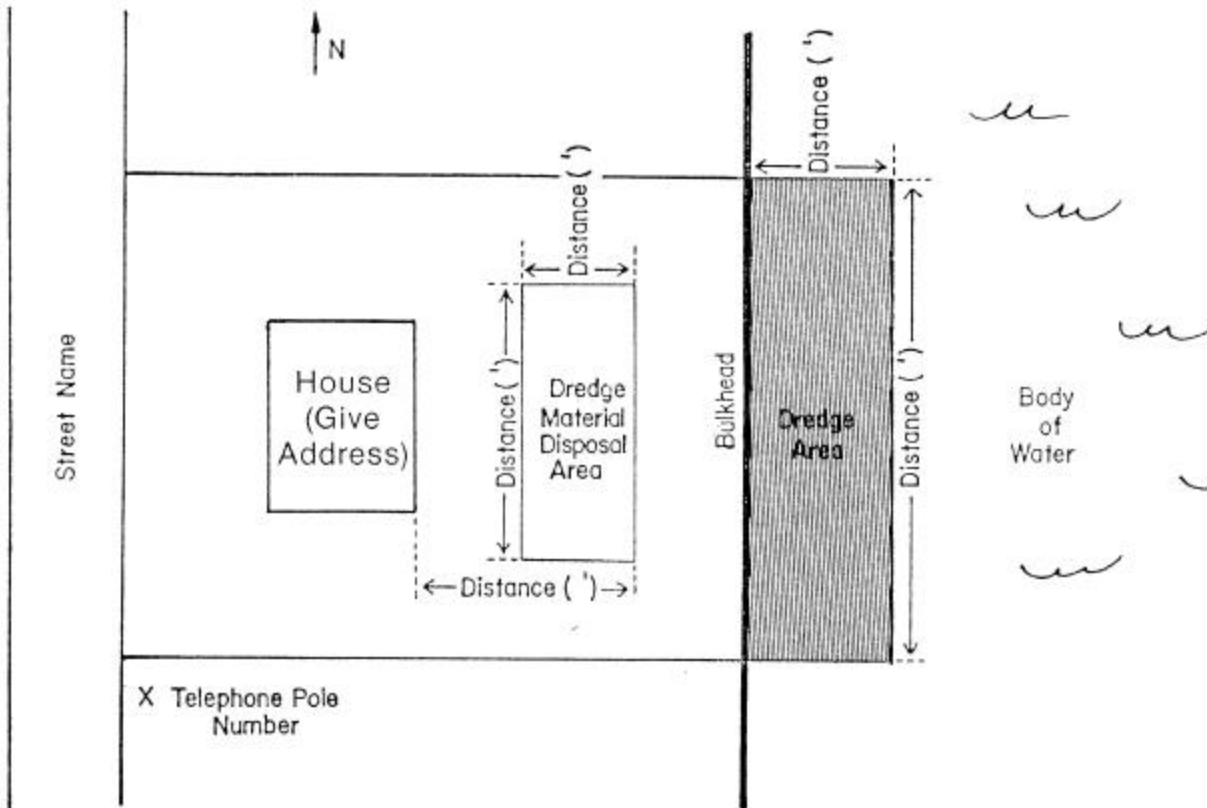 N
Distance ( ' )
Distance ( ' )
Street Name
House
(Give
Address)
Distance ( ' )
Dredge
Material
Disposal
Area
Bulkhead
Dredge
Area
Distance ( ' )
Body
of
Water
Distance ( ' )
X Telephone Pole
Number